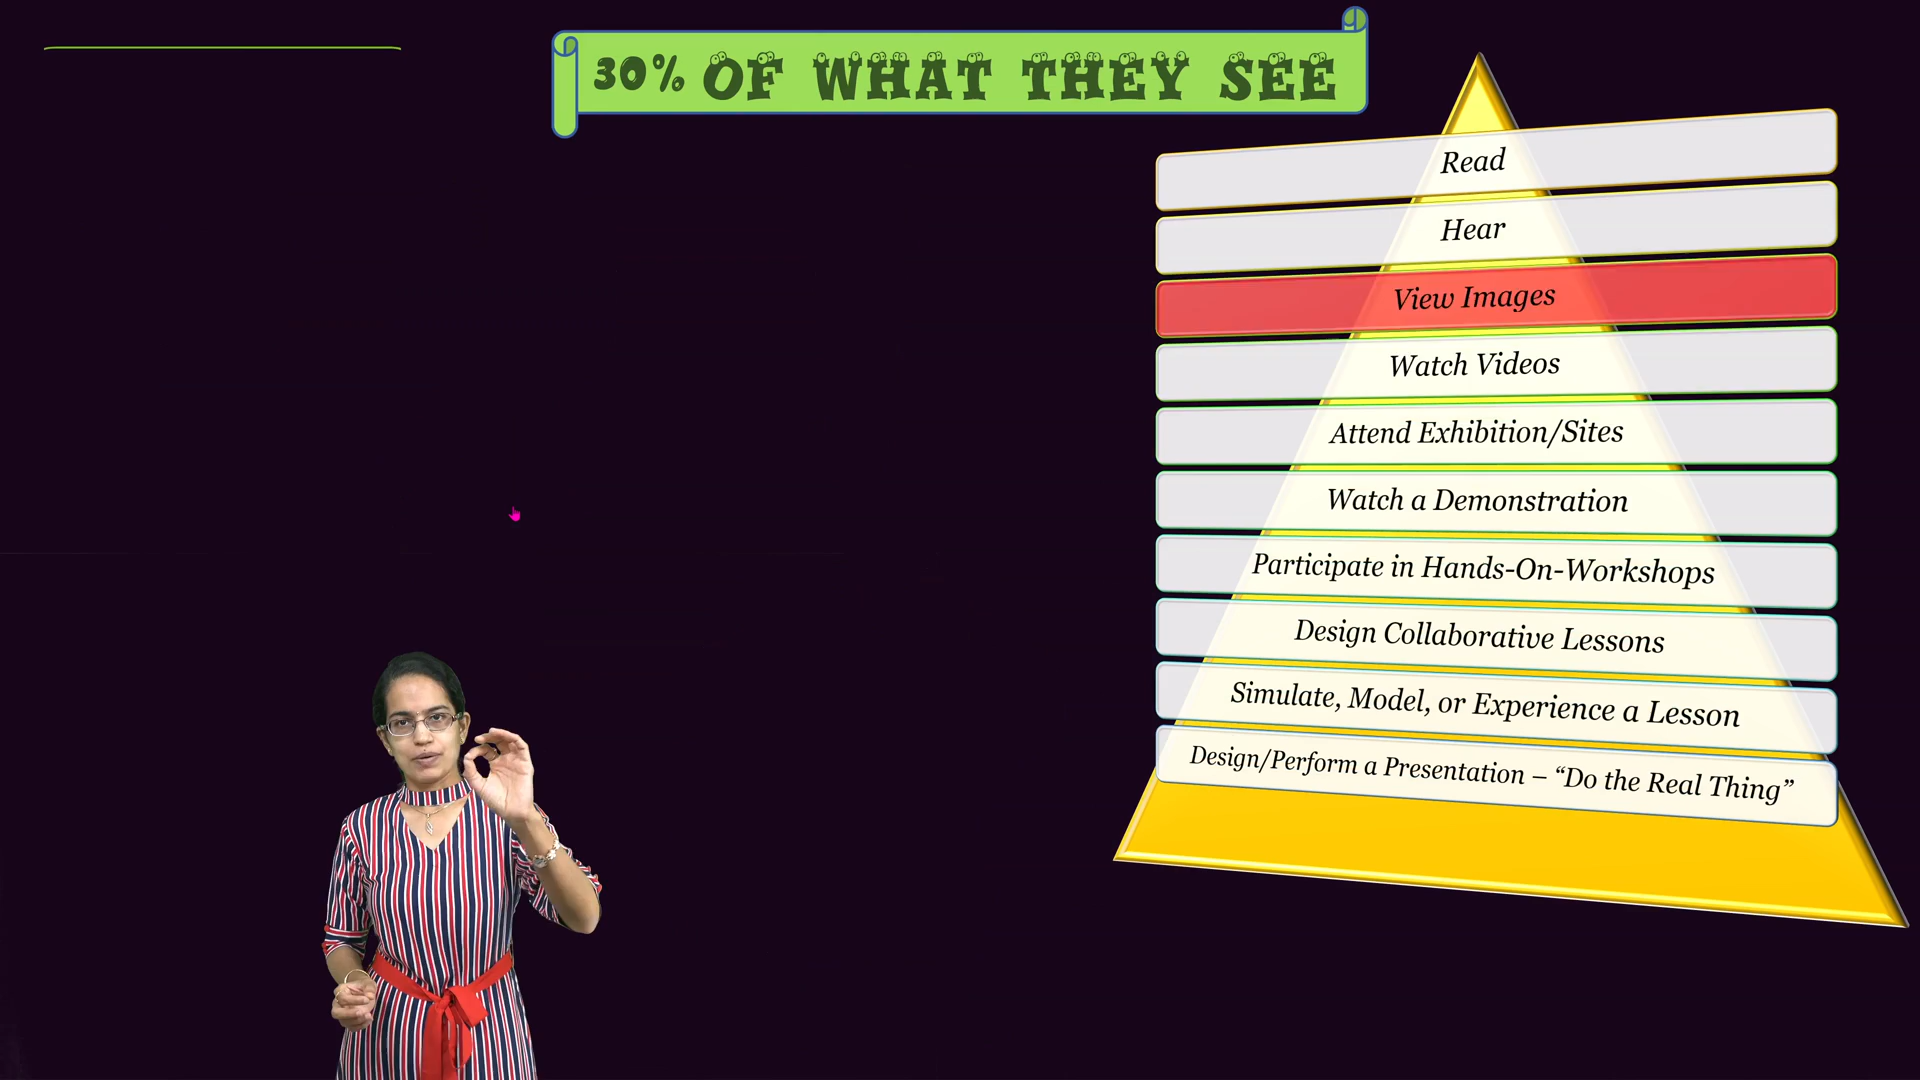 30% OF WHAT THEY SEE
Read
Hear
View Images
Watch Videos
Attend Exhibition/Sites
Watch a Demonstration
Participate in Hands-On-Workshops
Design Collaborative Lessons
Simulate, Model, or Experience a Lesson
Design/Perform a Presentation – “Do the Real Thing”